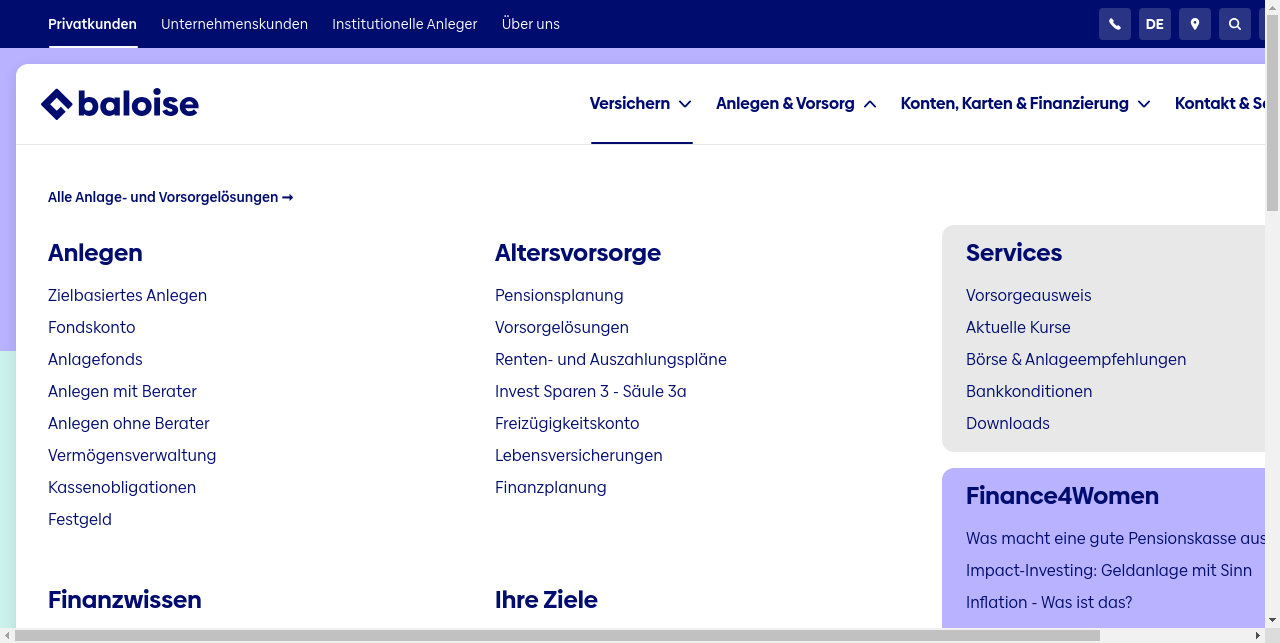 Privatkunden Unternehmenskunden Institutionelle Anleger Über uns DE
baloise Versichern Anlegen & Vorsorg Konten, Karten & Finanzierung Kontakt & Se
Alle Anlage- und Vorsorgelösungen →
Anlegen
Zielbasiertes Anlegen
Fondskonto
Anlagefonds
Anlegen mit Berater
Anlegen ohne Berater
Vermögensverwaltung
Kassenobligationen
Festgeld
Altersvorsorge
Pensionsplanung
Vorsorgelösungen
Renten- und Auszahlungspläne
Invest Sparen 3 - Säule 3a
Freizügigkeitskonto
Lebensversicherungen
Finanzplanung
Services
Vorsorgeausweis
Aktuelle Kurse
Börse & Anlageempfehlungen
Bankkonditionen
Downloads
Finance4Women
Was macht eine gute Pensionskasse aus
Impact-Investing: Geldanlage mit Sinn
Inflation - Was ist das?
Finanzwissen
Ihre Ziele